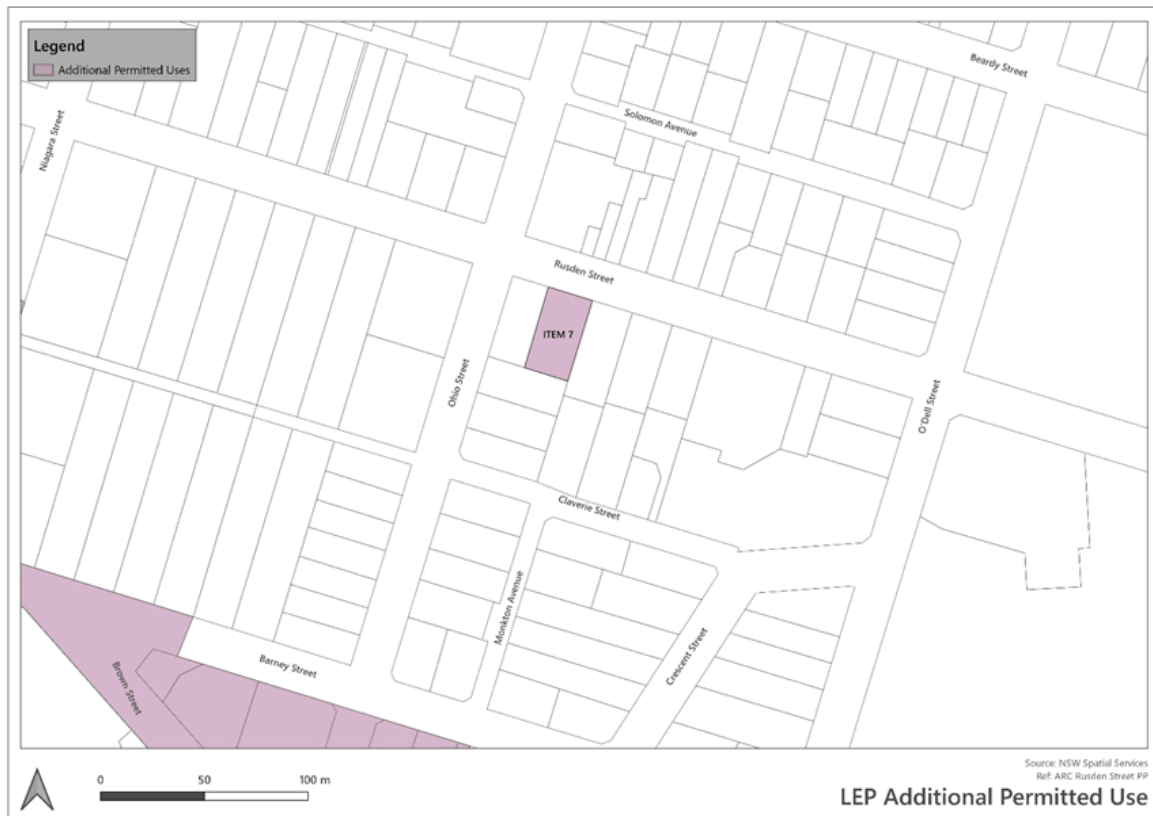 Legend
Additional Permitted Uses
Beardy Street
Solomon Avenue
Niagara Street
Rusden Street
ITEM 7
Ohio Street
O'Dell Street
Claverie Street
Monkton Avenue
Crescent Street
Barney Street
Brown Street
0 50 100 m
Source: NSW Spatial Services
Ref: ARC Rusden Street PP
LEP Additional Permitted Use